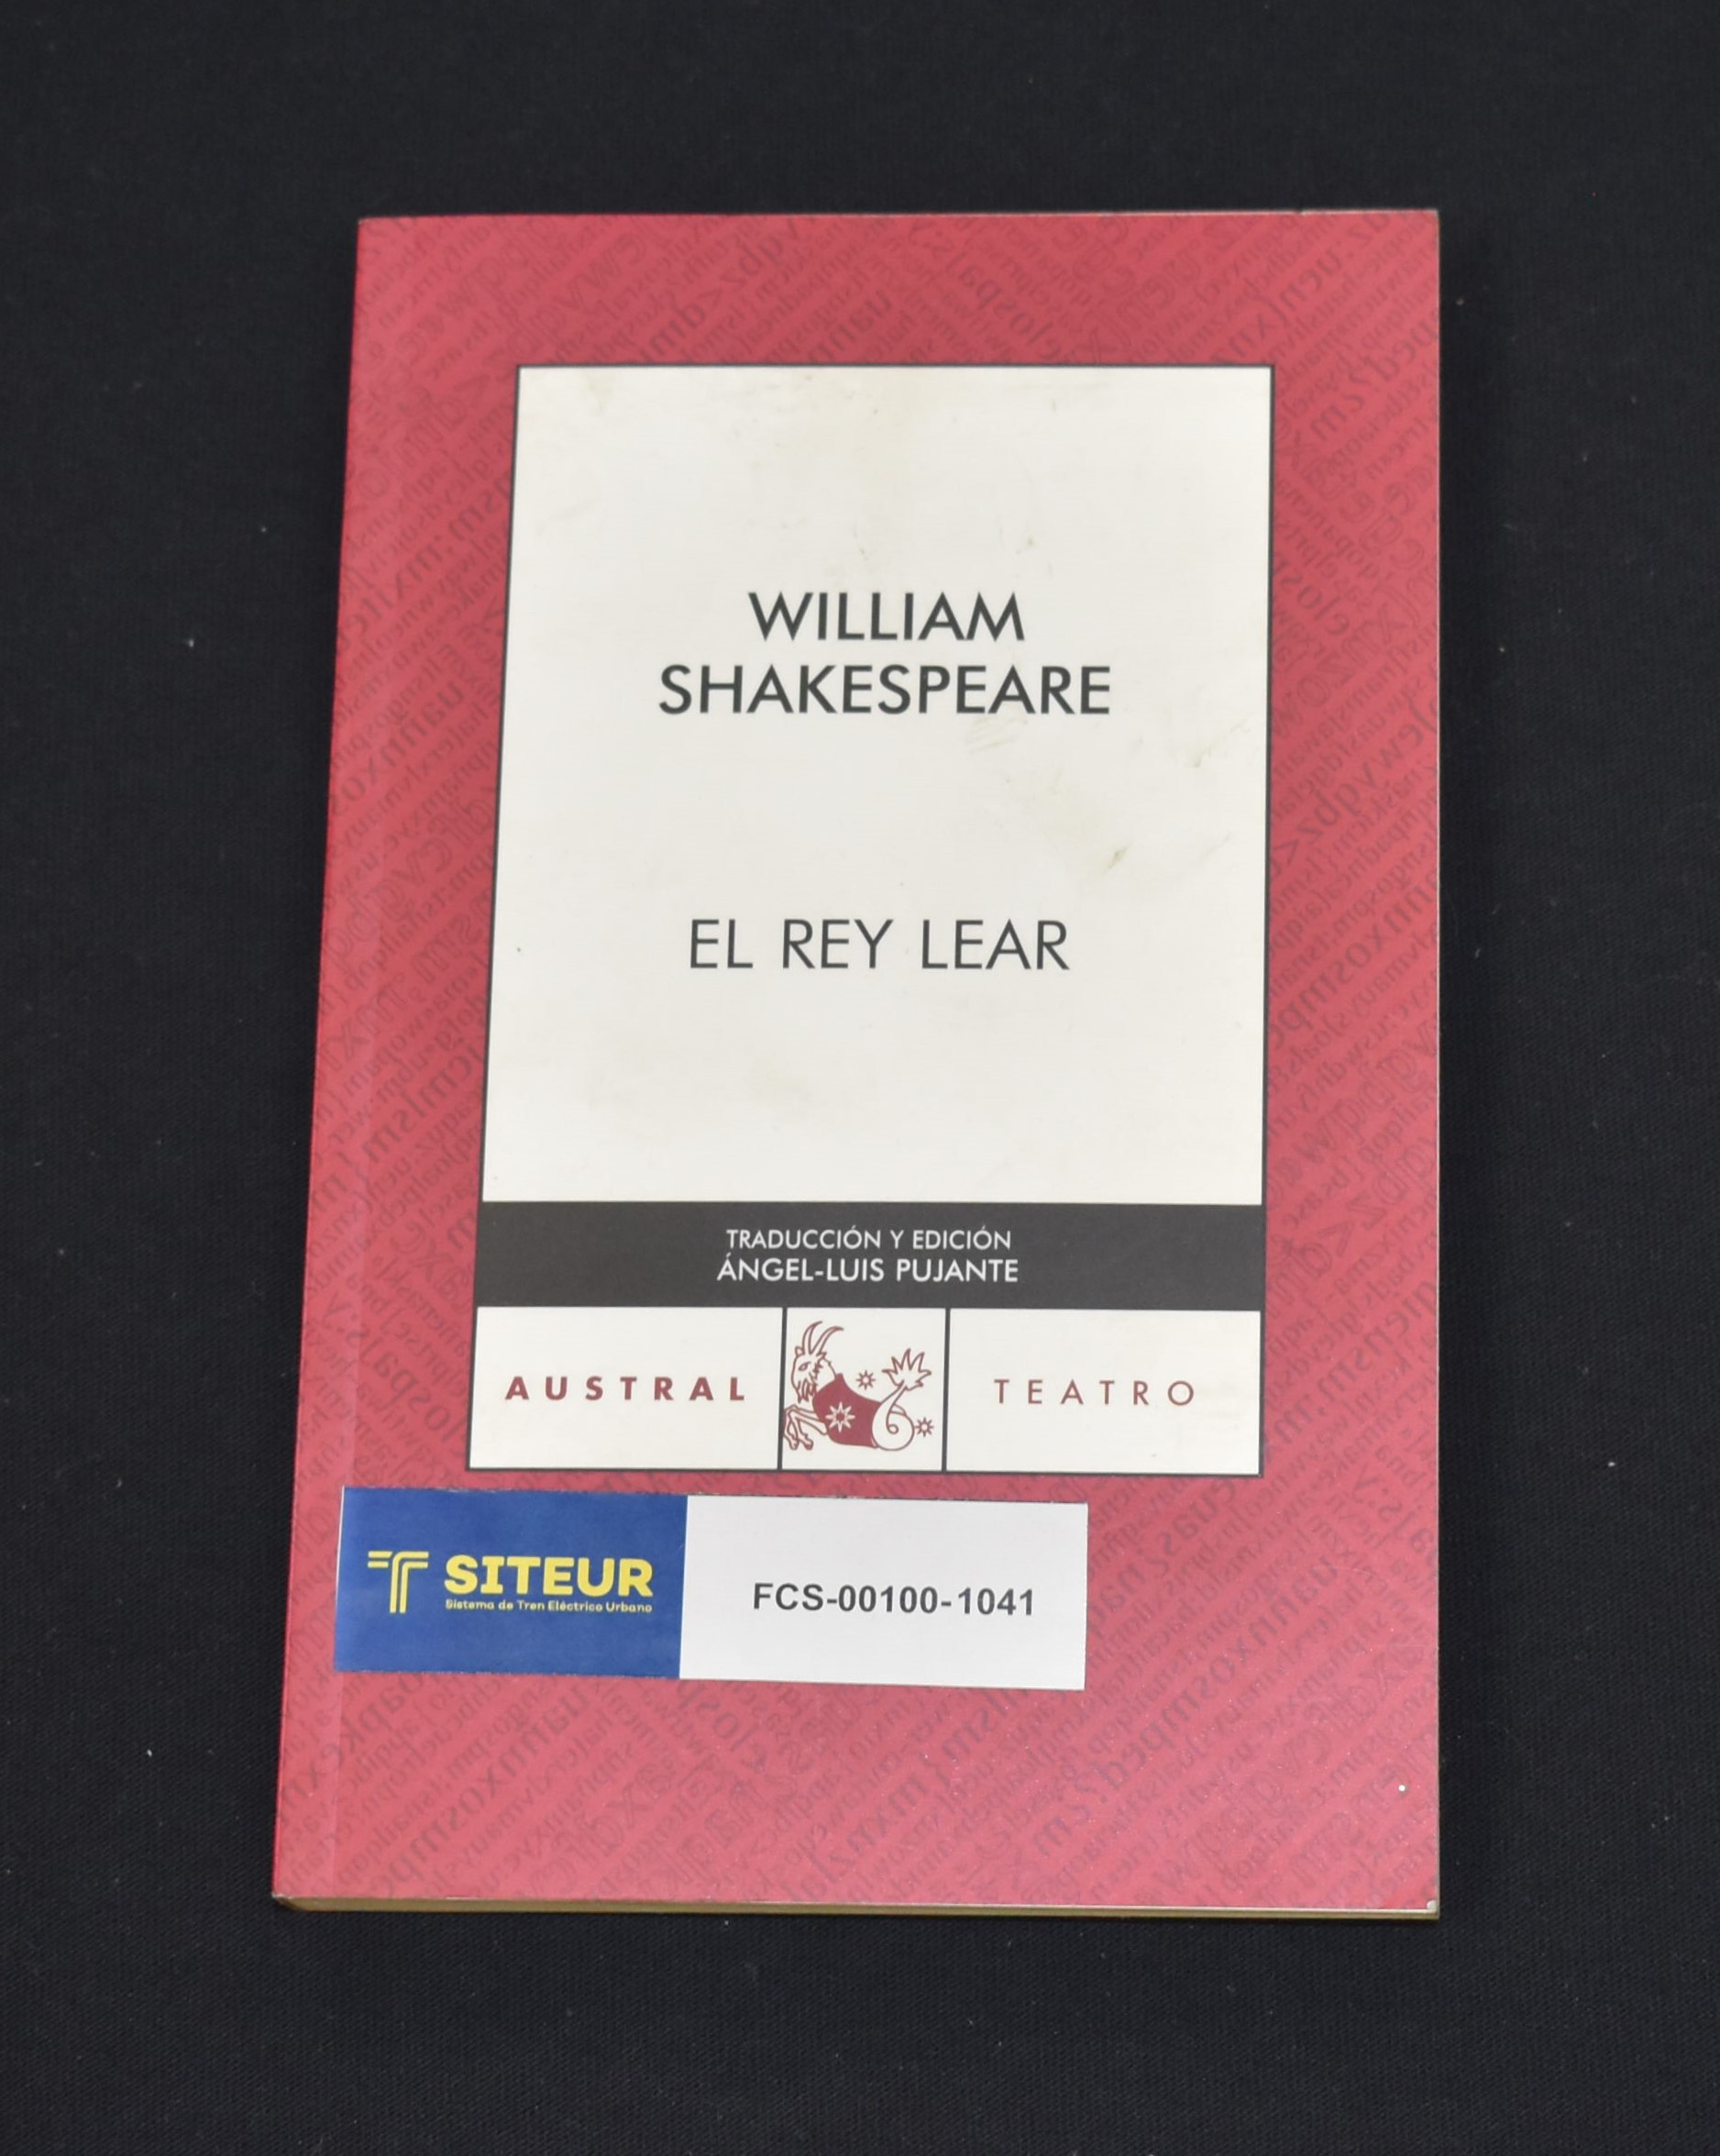 WILLIAM
SHAKESPEARE
EL REY LEAR
TRADUCCIÓN Y EDICIÓN
ÁNGEL-LUIS PUJANTE
AUSTRAL
TEATRO
SITEUR
Sistema de Tren Eléctrico Urbano
FCS-00100-1041